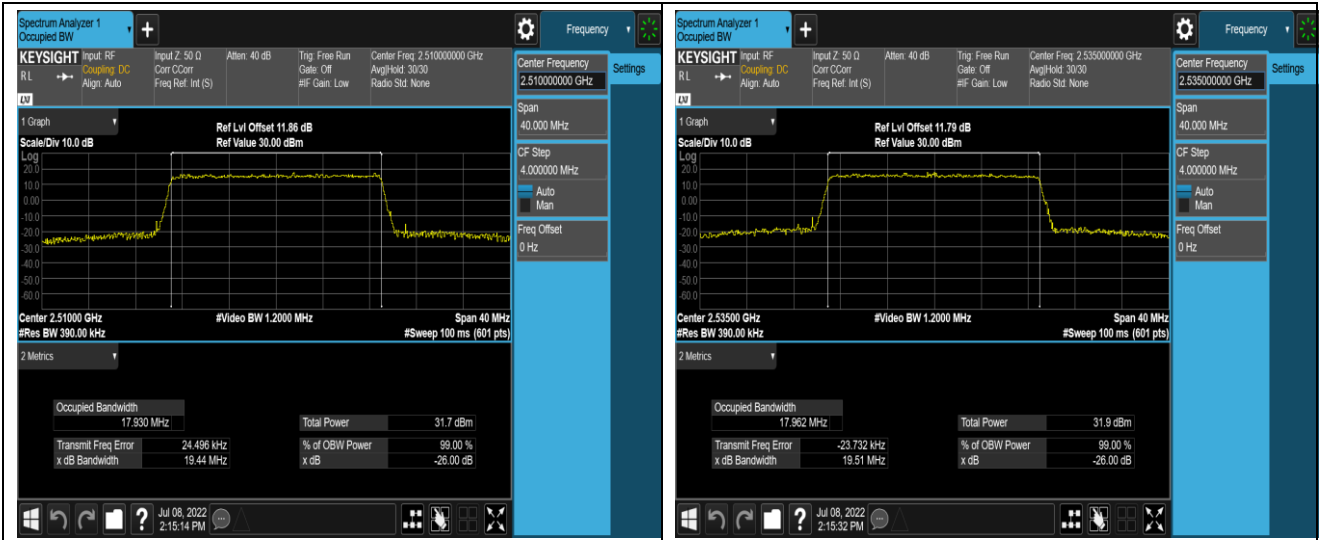 Spectrum Analyzer 1
Occupied BW
Frequency
KEYSIGHT
RL
LXI
Input: RF
Coupling: DC
Align: Auto
Input Z: 50 Ω
Corr CCorr
Freq Ref: Int (S)
Atten: 40 dB
Trig: Free Run
Gate: Off
#IF Gain: Low
Center Freq: 2.510000000 GHz
Avg|Hold: 30/30
Radio Std: None
Center Frequency
2.510000000 GHz
Settings
Span
40.000 MHz
CF Step
4.000000 MHz
Auto
Man
Freq Offset
0 Hz
1 Graph
Scale/Div 10.0 dB
Ref Lvl Offset 11.86 dB
Ref Value 30.00 dBm
Log
20.0
10.0
0.00
-10.0
-20.0
-30.0
-40.0
-50.0
-60.0
Center 2.51000 GHz
#Res BW 390.00 kHz
#Video BW 1.2000 MHz
Span 40 MHz
#Sweep 100 ms (601 pts)
2 Metrics
Occupied Bandwidth
17.930 MHz
Total Power 31.7 dBm
Transmit Freq Error 24.496 kHz
% of OBW Power 99.00 %
x dB Bandwidth 19.44 MHz
x dB -26.00 dB
?
Jul 08, 2022
2:15:14 PM
Spectrum Analyzer 1
Occupied BW
Frequency
KEYSIGHT
RL
LXI
Input: RF
Coupling: DC
Align: Auto
Input Z: 50 Ω
Corr CCorr
Freq Ref: Int (S)
Atten: 40 dB
Trig: Free Run
Gate: Off
#IF Gain: Low
Center Freq: 2.535000000 GHz
Avg|Hold: 30/30
Radio Std: None
Center Frequency
2.535000000 GHz
Settings
Span
40.000 MHz
CF Step
4.000000 MHz
Auto
Man
Freq Offset
0 Hz
1 Graph
Scale/Div 10.0 dB
Ref Lvl Offset 11.79 dB
Ref Value 30.00 dBm
Log
20.0
10.0
0.00
-10.0
-20.0
-30.0
-40.0
-50.0
-60.0
Center 2.53500 GHz
#Res BW 390.00 kHz
#Video BW 1.2000 MHz
Span 40 MHz
#Sweep 100 ms (601 pts)
2 Metrics
Occupied Bandwidth
17.962 MHz
Total Power 31.9 dBm
Transmit Freq Error -23.732 kHz
% of OBW Power 99.00 %
x dB Bandwidth 19.51 MHz
x dB -26.00 dB
?
Jul 08, 2022
2:15:32 PM